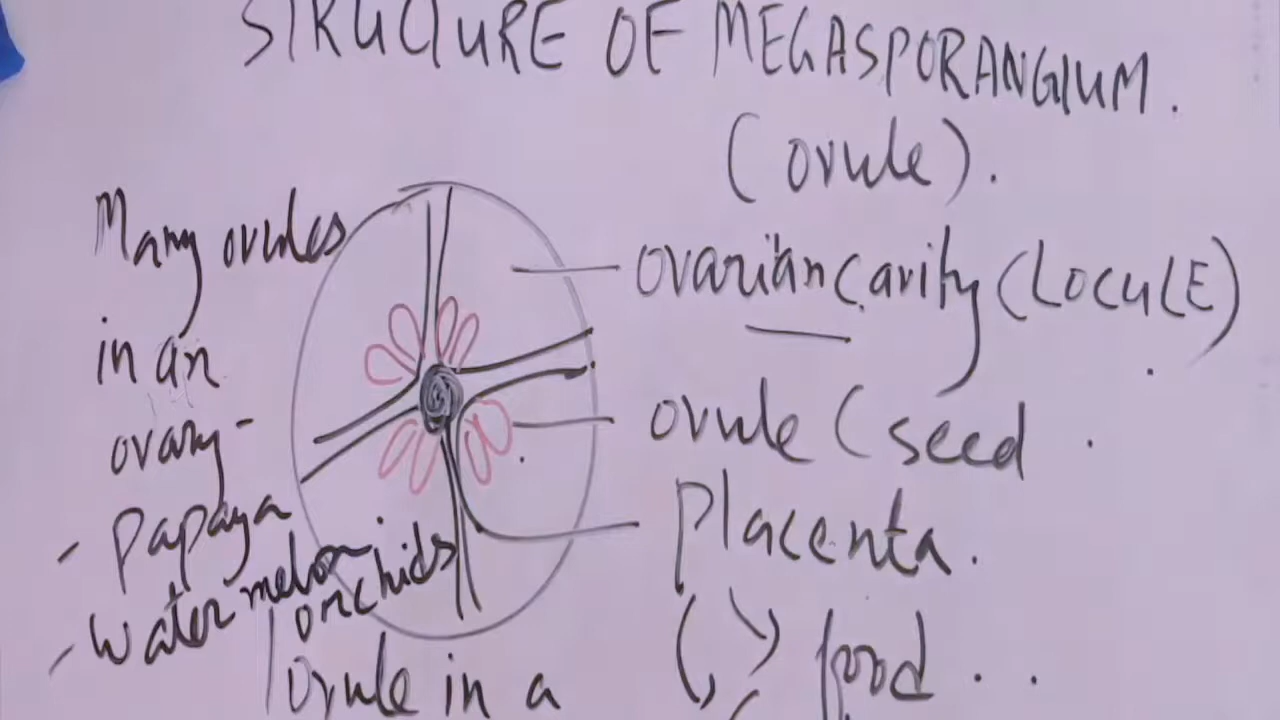 STRUCTURE OF MEGASPORANGIUM.
(ovule).
Many ovules
in an
ovary-
- Papaya
- water melon
orchids
ovule in a
ovarian cavity (LOCULE)
ovule (seed
Placenta.
food..